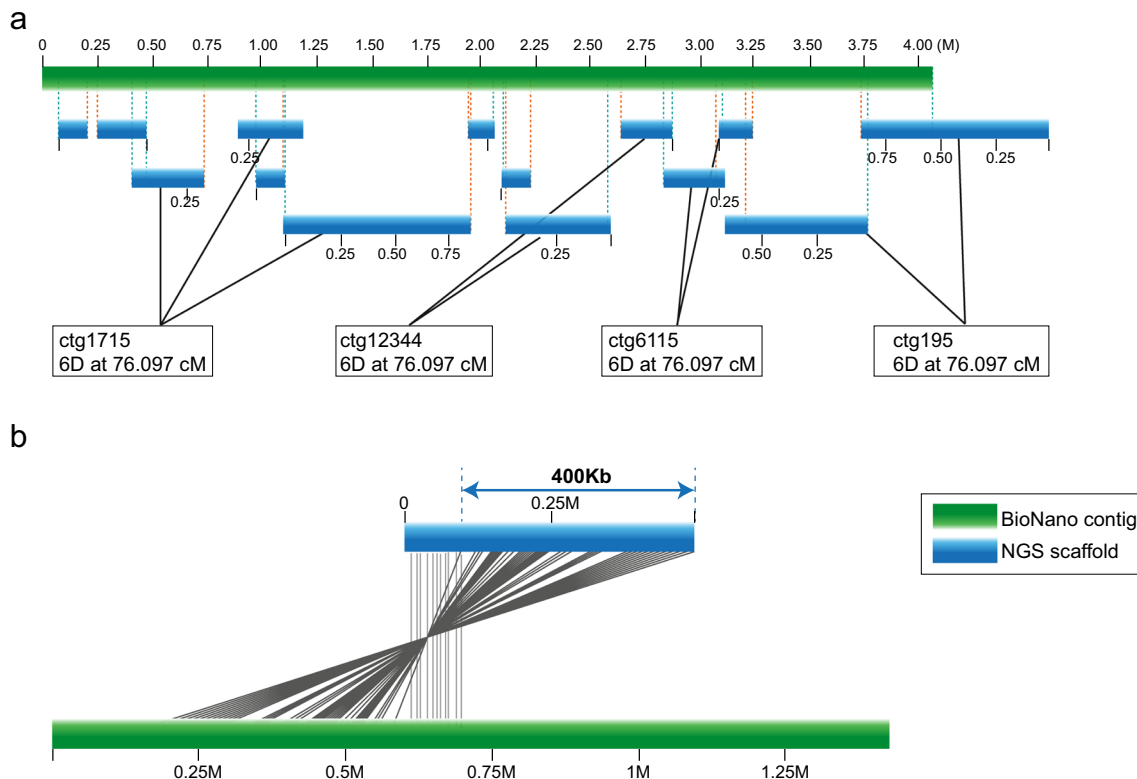 a
0 0.25 0.50 0.75 1.00 1.25 1.50 1.75 2.00 2.25 2.50 2.75 3.00 3.25 3.50 3.75 4.00 (M)
0.25 0.75 0.50 0.25
0.25 0.25
0.25 0.50 0.75 0.25 0.50 0.25
ctg1715
6D at 76.097 cM
ctg12344
6D at 76.097 cM
ctg6115
6D at 76.097 cM
ctg195
6D at 76.097 cM
b
400Kb
0 0.25M
BioNano contig
NGS scaffold
0.25M 0.5M 0.75M 1M 1.25M